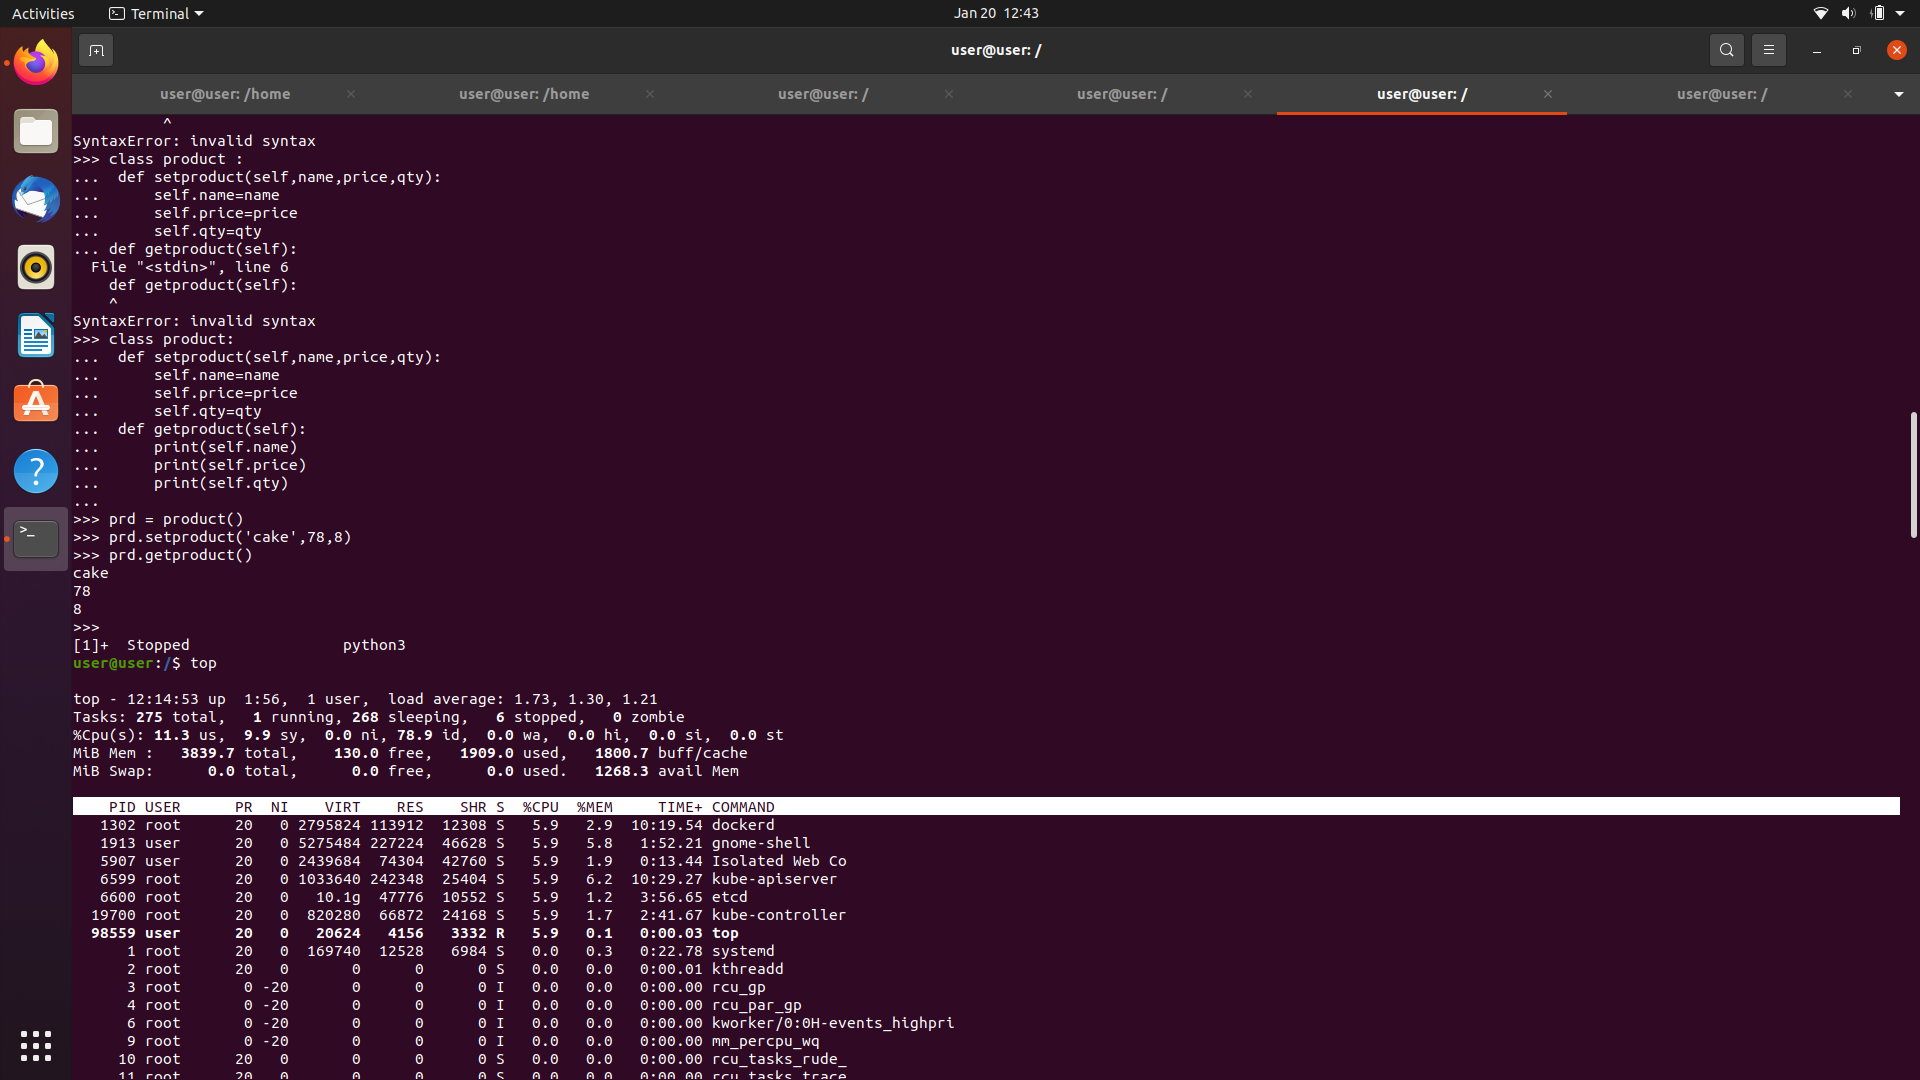 Activities
Terminal
Jan 20 12:43
user@user: /
user@user: /home
user@user: /home
user@user: /
user@user: /
user@user: /
user@user: /
^
SyntaxError: invalid syntax
>>> class product :
...  def setproduct(self,name,price,qty):
...      self.name=name
...      self.price=price
...      self.qty=qty
... def getproduct(self):
  File "<stdin>", line 6
    def getproduct(self):
    ^
SyntaxError: invalid syntax
>>> class product:
...  def setproduct(self,name,price,qty):
...      self.name=name
...      self.price=price
...      self.qty=qty
...  def getproduct(self):
...      print(self.name)
...      print(self.price)
...      print(self.qty)
...
>>> prd = product()
>>> prd.setproduct('cake',78,8)
>>> prd.getproduct()
cake
78
8
>>>
[1]+  Stopped                 python3
user@user:/$ top
top - 12:14:53 up  1:56,  1 user,  load average: 1.73, 1.30, 1.21
Tasks: 275 total,   1 running, 268 sleeping,   6 stopped,   0 zombie
%Cpu(s): 11.3 us,  9.9 sy,  0.0 ni, 78.9 id,  0.0 wa,  0.0 hi,  0.0 si,  0.0 st
MiB Mem :   3839.7 total,    130.0 free,   1909.0 used,   1800.7 buff/cache
MiB Swap:      0.0 total,      0.0 free,      0.0 used.   1268.3 avail Mem
    PID USER      PR  NI    VIRT    RES    SHR S  %CPU  %MEM     TIME+ COMMAND
   1302 root      20   0 2795824 113912  12308 S   5.9   2.9  10:19.54 dockerd
   1913 user      20   0 5275484 227224  46628 S   5.9   5.8   1:52.21 gnome-shell
   5907 user      20   0 2439684  74304  42760 S   5.9   1.9   0:13.44 Isolated Web Co
   6599 root      20   0 1033640 242348  25404 S   5.9   6.2  10:29.27 kube-apiserver
   6600 root      20   0   10.1g  47776  10552 S   5.9   1.2   3:56.65 etcd
  19700 root      20   0  820280  66872  24168 S   5.9   1.7   2:41.67 kube-controller
  98559 user      20   0   20624   4156   3332 R   5.9   0.1   0:00.03 top
      1 root      20   0  169740  12528   6984 S   0.0   0.3   0:22.78 systemd
      2 root      20   0       0      0      0 S   0.0   0.0   0:00.01 kthreadd
      3 root       0 -20       0      0      0 I   0.0   0.0   0:00.00 rcu_gp
      4 root       0 -20       0      0      0 I   0.0   0.0   0:00.00 rcu_par_gp
      6 root       0 -20       0      0      0 I   0.0   0.0   0:00.00 kworker/0:0H-events_highpri
      9 root       0 -20       0      0      0 I   0.0   0.0   0:00.00 mm_percpu_wq
     10 root      20   0       0      0      0 S   0.0   0.0   0:00.00 rcu_tasks_rude_
     11 root      20   0       0      0      0 S   0.0   0.0   0:00.00 rcu_tasks_trace